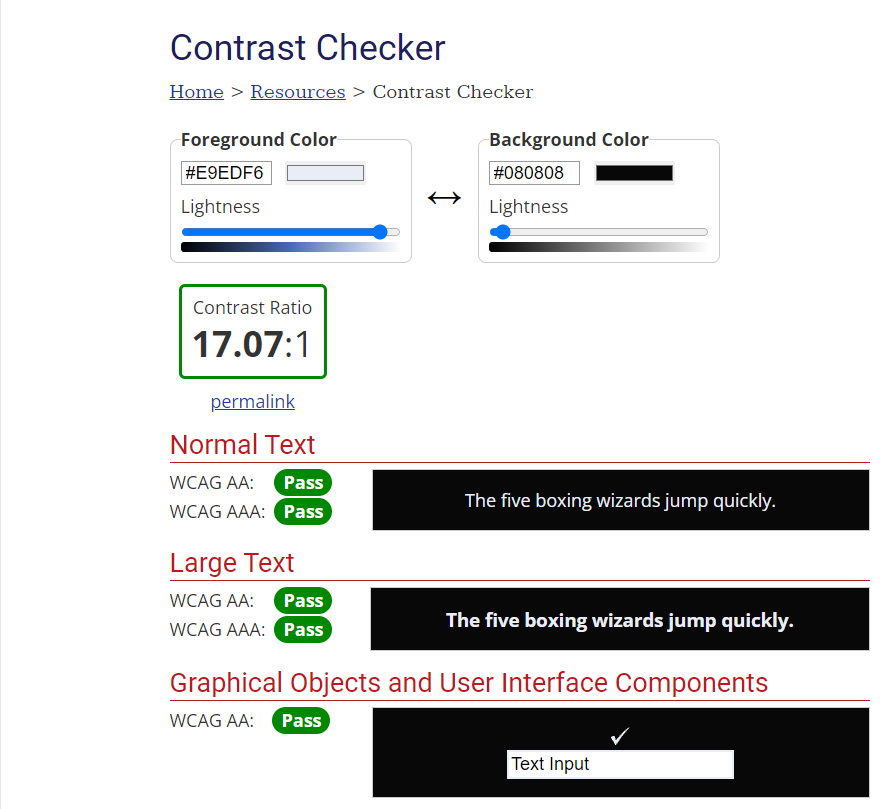 Contrast Checker
Home > Resources > Contrast Checker
Foreground Color
#E9EDF6
Lightness
Background Color
#080808
Lightness
Contrast Ratio
17.07:1
permalink
Normal Text
WCAG AA: Pass
WCAG AAA: Pass
The five boxing wizards jump quickly.
Large Text
WCAG AA: Pass
WCAG AAA: Pass
The five boxing wizards jump quickly.
Graphical Objects and User Interface Components
WCAG AA: Pass
Text Input